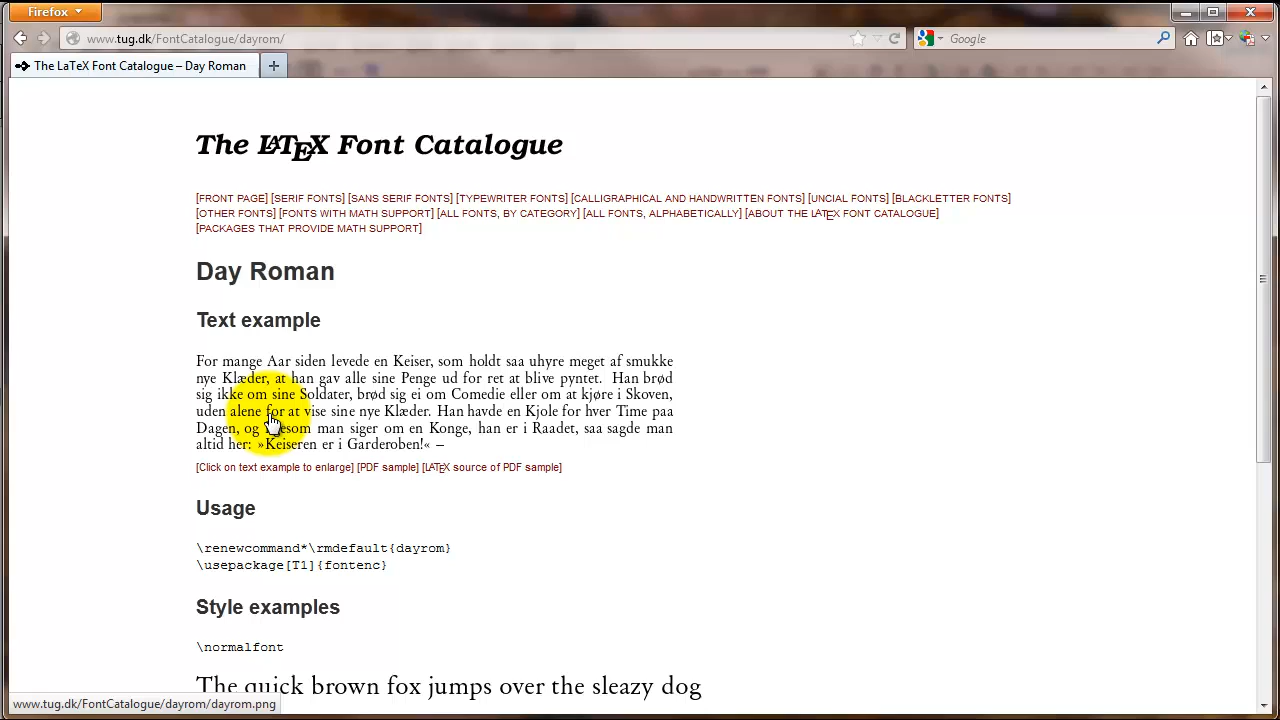 Firefox
www.tug.dk/FontCatalogue/dayrom/
Google
The LaTeX Font Catalogue – Day Roman
The LATEX Font Catalogue
[FRONT PAGE] [SERIF FONTS] [SANS SERIF FONTS] [TYPEWRITER FONTS] [CALLIGRAPHICAL AND HANDWRITTEN FONTS] [UNCIAL FONTS] [BLACKLETTER FONTS]
[OTHER FONTS] [FONTS WITH MATH SUPPORT] [ALL FONTS, BY CATEGORY] [ALL FONTS, ALPHABETICALLY] [ABOUT THE LATEX FONT CATALOGUE]
[PACKAGES THAT PROVIDE MATH SUPPORT]
Day Roman
Text example
For mange Aar siden levede en Keiser, som holdt saa uhyre meget af smukke
nye Klæder, at han gav alle sine Penge ud for ret at blive pyntet. Han brød
sig ikke om sine Soldater, brød sig ei om Comedie eller om at kjøre i Skoven,
uden alene for at vise sine nye Klæder. Han havde en Kjole for hver Time paa
Dagen, og man siger om en Konge, han er i Raadet, saa sagde man
altid her: »Keiseren er i Garderoben!« –
[Click on text example to enlarge] [PDF sample] [LATEX source of PDF sample]
Usage
\renewcommand*\rmdefault{dayrom}
\usepackage[T1]{fontenc}
Style examples
\normalfont
The quick brown fox jumps over the sleazy dog
www.tug.dk/FontCatalogue/dayrom/dayrom.png